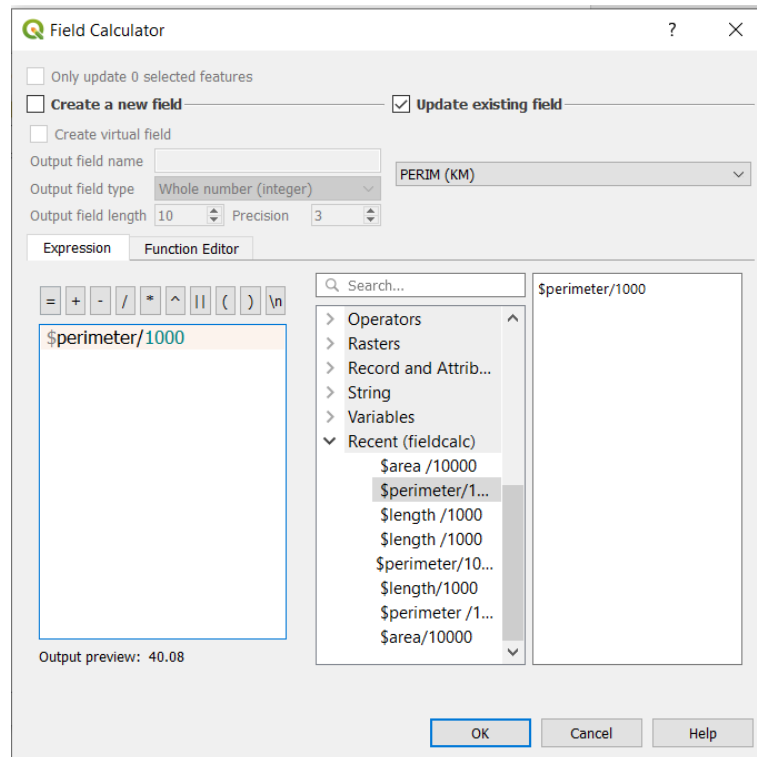 Field Calculator
Only update 0 selected features
Create a new field
Update existing field
Create virtual field
Output field name
PERIM (KM)
Output field type Whole number (integer)
Output field length 10 Precision 3
Expression Function Editor
= + - / * ^ || ( ) \n
$perimeter/1000
Output preview: 40.08
Search...
Operators
Rasters
Record and Attrib...
String
Variables
Recent (fieldcalc)
$area /10000
$perimeter/1...
$length /1000
$length /1000
$perimeter/10...
$length/1000
$perimeter /1...
$area/10000
$perimeter/1000
OK Cancel Help